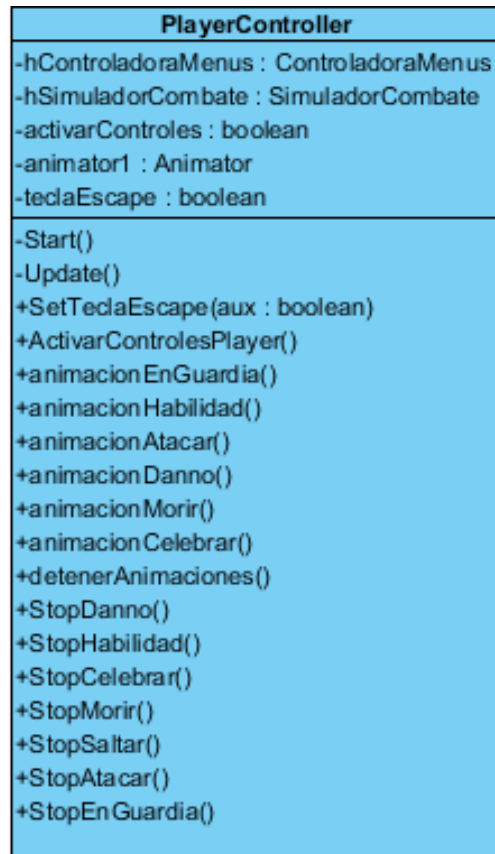 PlayerController
-hControladoraMenus : ControladoraMenus
-hSimuladorCombate : SimuladorCombate
-activarControles : boolean
-animator1 : Animator
-teclaEscape : boolean
-Start()
-Update()
+SetTeclaEscape(aux : boolean)
+ActivarControlesPlayer()
+animacionEnGuardia()
+animacionHabilidad()
+animacionAtacar()
+animacionDanno()
+animacionMorir()
+animacionCelebrar()
+detenerAnimaciones()
+StopDanno()
+StopHabilidad()
+StopCelebrar()
+StopMorir()
+StopSaltar()
+StopAtacar()
+StopEnGuardia()